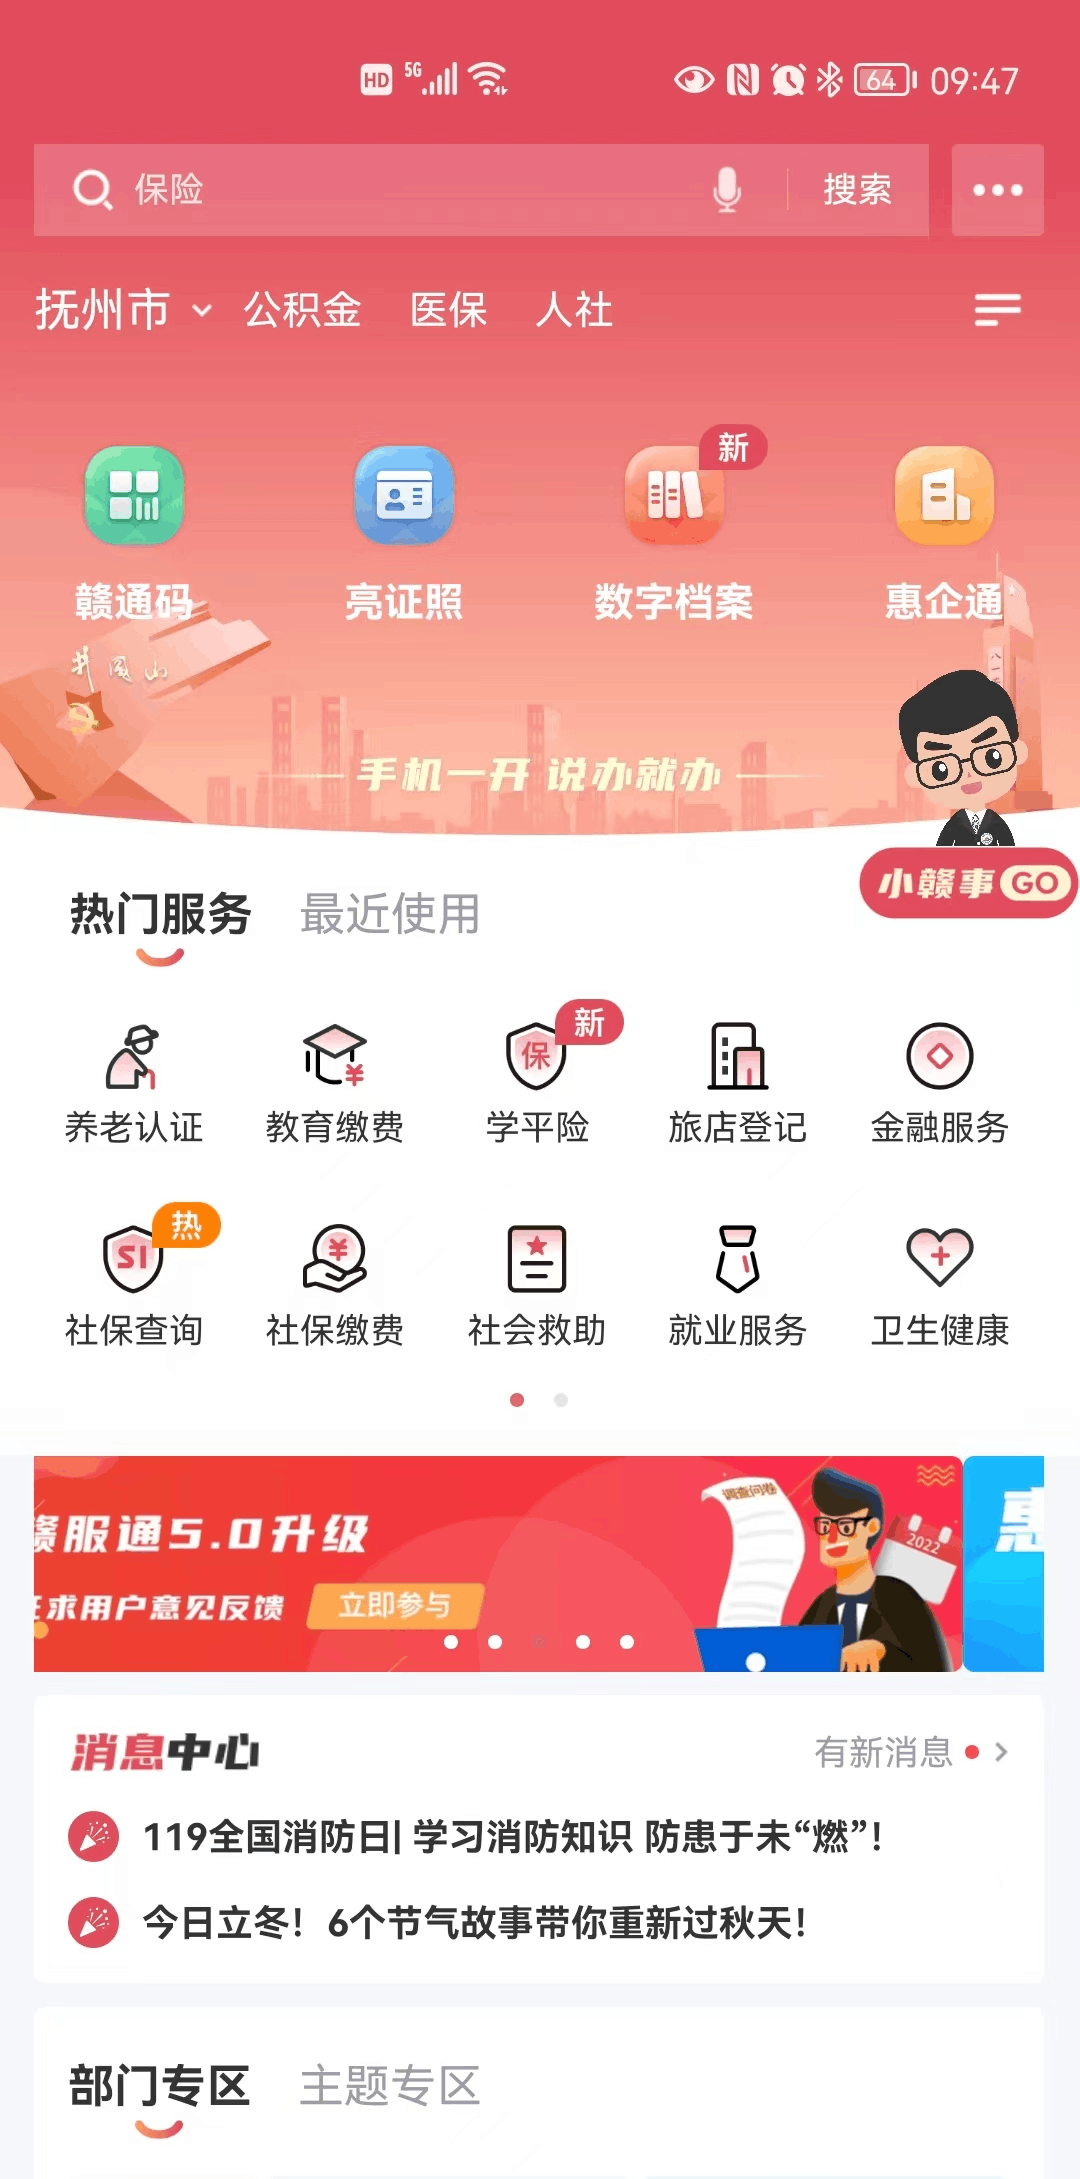 HD 5G 64 09:47
保险 搜索
抚州市 公积金 医保 人社
新
赣通码 亮证照 数字档案 惠企通
井冈山
八一
手机一开 说办就办
小赣事GO
热门服务 最近使用
保 新
养老认证 教育缴费 学平险 旅店登记 金融服务
SI 热
社保查询 社保缴费 社会救助 就业服务 卫生健康
调查问卷
赣服通5.0升级
2022
惠
求用户意见反馈 立即参与
消息中心 有新消息
119全国消防日| 学习消防知识 防患于未“燃”！
今日立冬！6个节气故事带你重新过秋天！
部门专区 主题专区